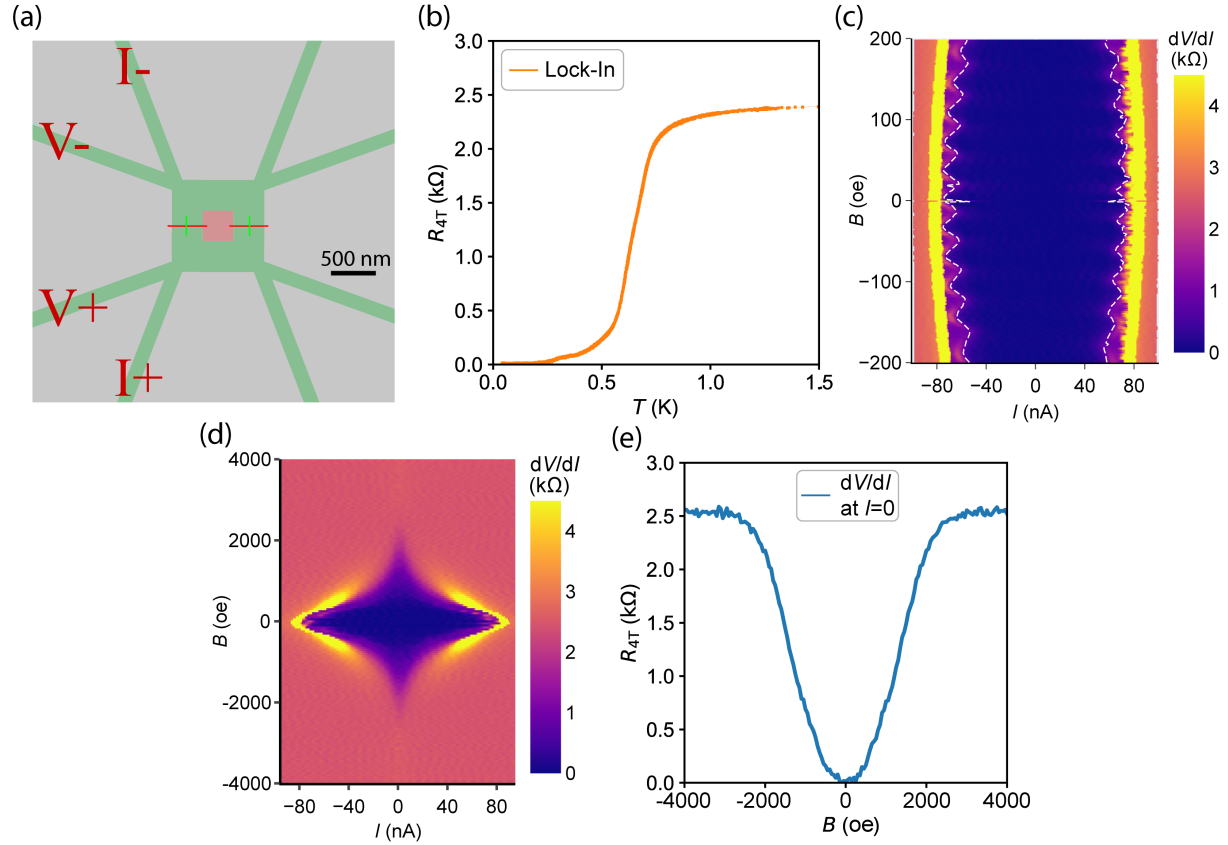 (a)
I-
V-
V+
I+
500 nm
(b)
3.0
2.5
2.0
1.5
1.0
0.5
0.0
R4T (kΩ)
Lock-In
0.0 0.5 1.0 1.5
T (K)
(c)
200
100
0
−100
−200
B (oe)
−80 −40 0 40 80
I (nA)
dV/dI
(kΩ)
4
3
2
1
0
(d)
4000
2000
0
-2000
-4000
B (oe)
−80 −40 0 40 80
I (nA)
dV/dI
(kΩ)
4
3
2
1
0
(e)
3.0
2.5
2.0
1.5
1.0
0.5
0.0
R4T (kΩ)
dV/dI
at I=0
-4000 -2000 0 2000 4000
B (oe)